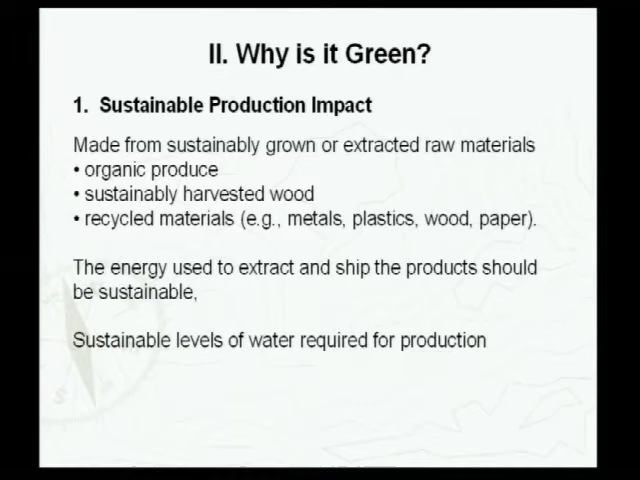 II. Why is it Green?
1. Sustainable Production Impact
Made from sustainably grown or extracted raw materials
• organic produce
• sustainably harvested wood
• recycled materials (e.g., metals, plastics, wood, paper).
The energy used to extract and ship the products should
be sustainable,
Sustainable levels of water required for production